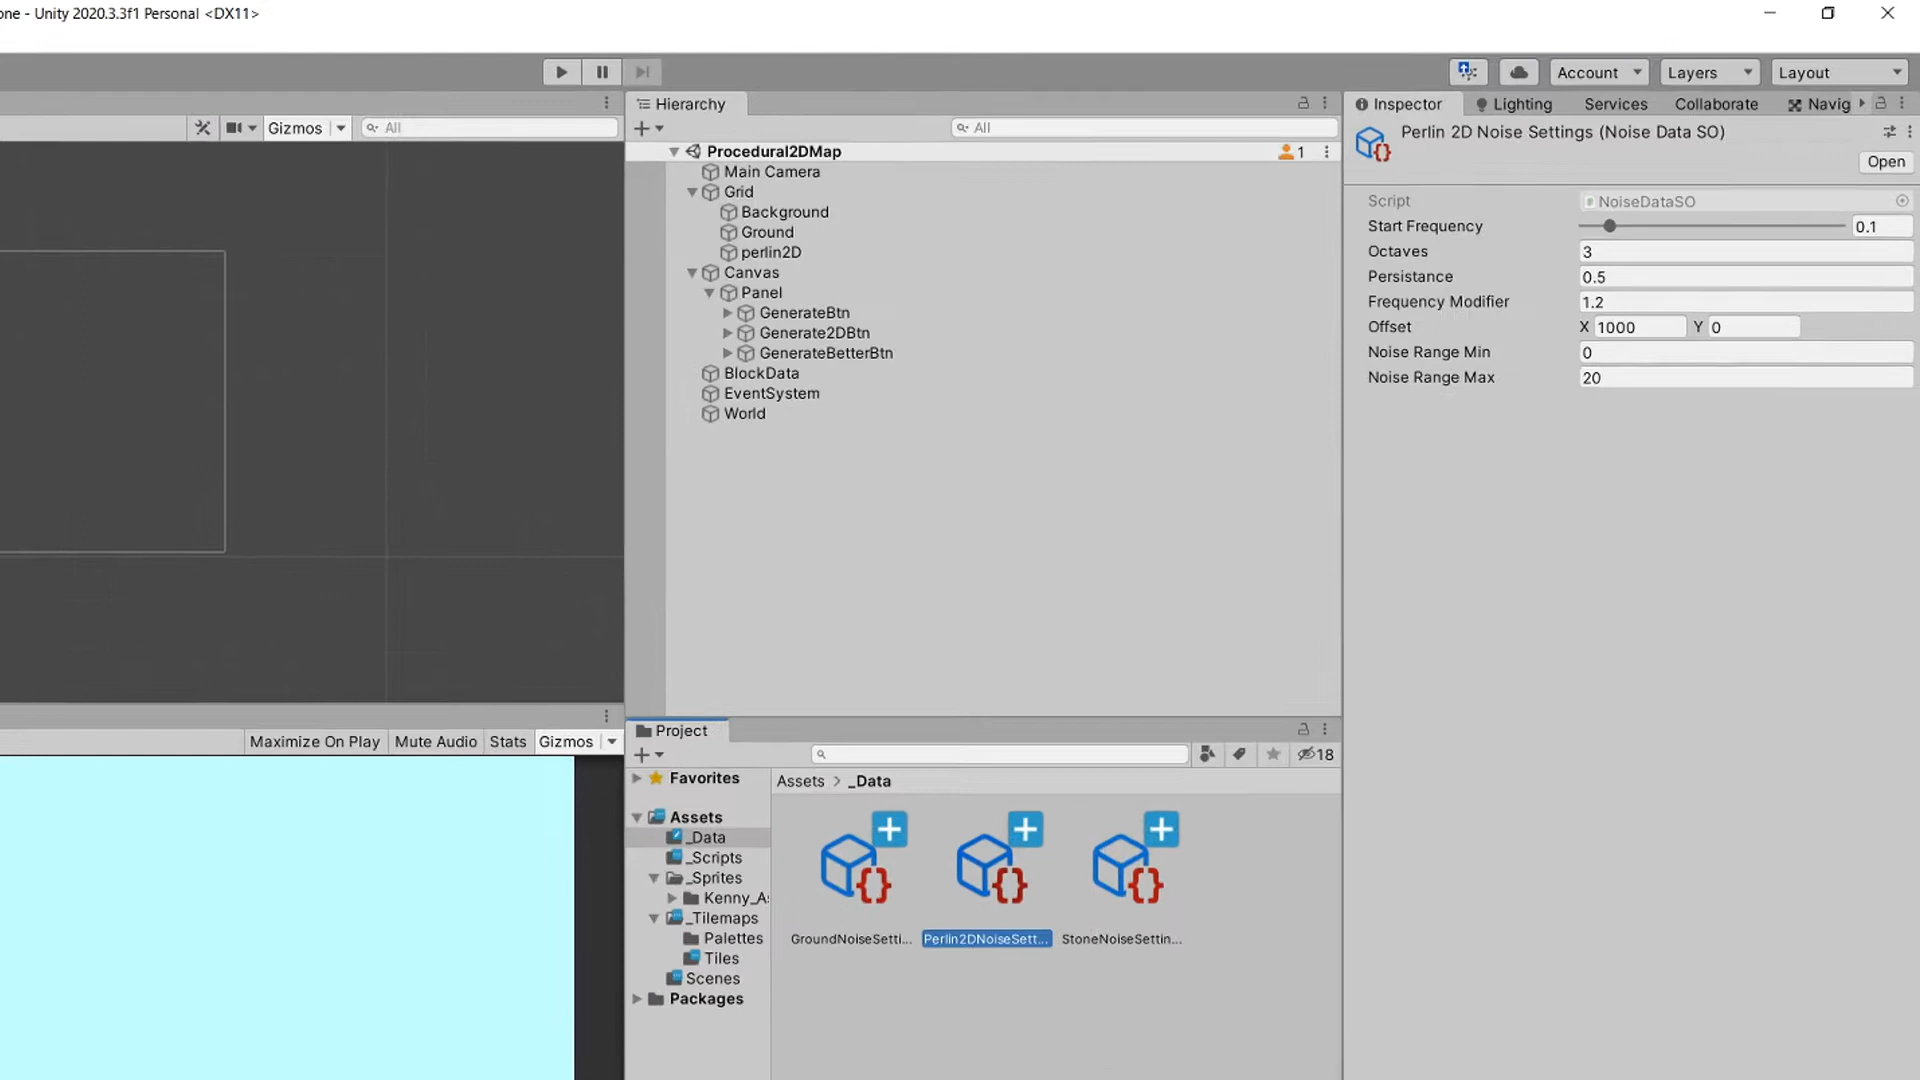 one - Unity 2020.3.3f1 Personal <DX11>
Account
Layers
Layout
Gizmos
All
Hierarchy
All
Procedural2DMap
1
Main Camera
Grid
Background
Ground
perlin2D
Canvas
Panel
GenerateBtn
Generate2DBtn
GenerateBetterBtn
BlockData
EventSystem
World
Inspector
Lighting
Services
Collaborate
Navig
Perlin 2D Noise Settings (Noise Data SO)
Open
Script NoiseDataSO
Start Frequency 0.1
Octaves 3
Persistance 0.5
Frequency Modifier 1.2
Offset X 1000 Y 0
Noise Range Min 0
Noise Range Max 20
Maximize On Play Mute Audio Stats Gizmos
Project
18
Favorites
Assets
_Data
_Scripts
_Sprites
Kenny_A
_Tilemaps
Palettes
Tiles
Scenes
Packages
Assets > _Data
GroundNoiseSetti...
Perlin2DNoiseSett...
StoneNoiseSettin...